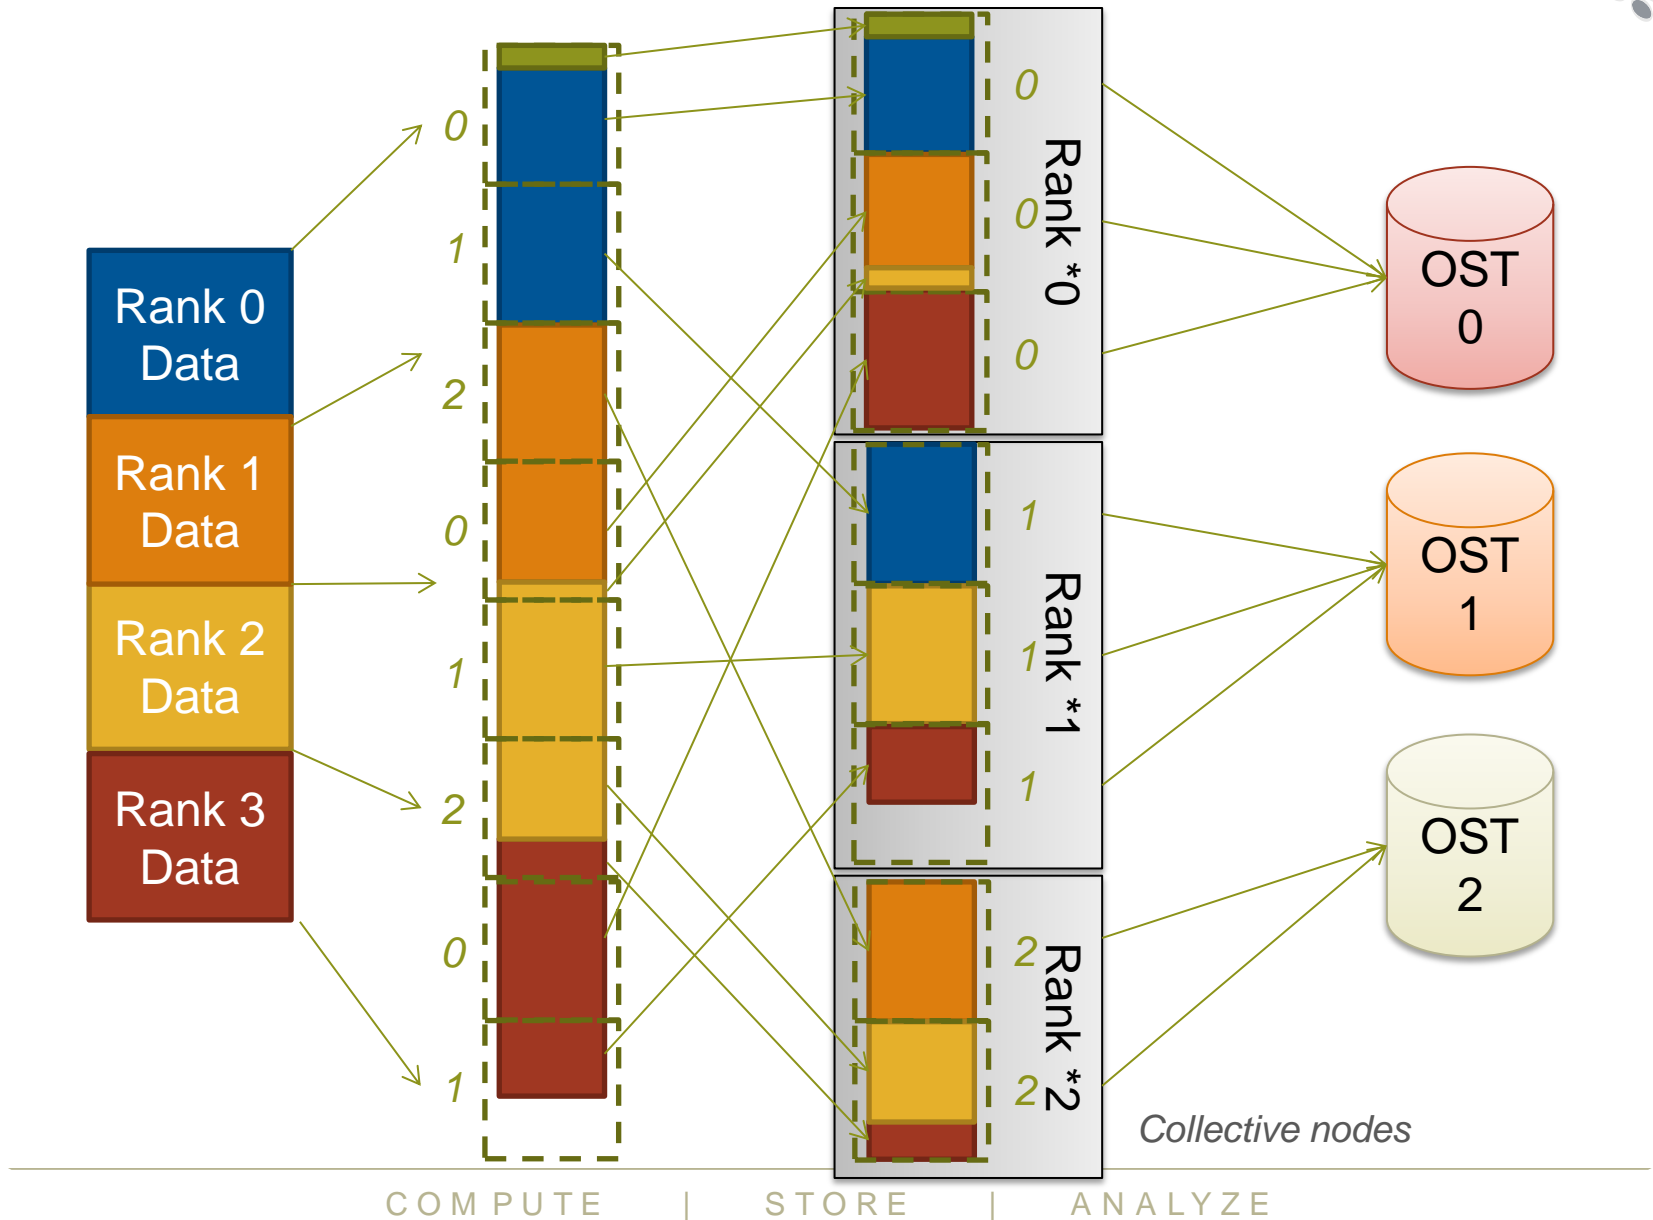 Rank 0
Data
Rank 1
Data
Rank 2
Data
Rank 3
Data
0
1
2
0
1
2
0
1
0
0
0
Rank *0
1
1
1
Rank *1
2
2
Rank *2
OST
0
OST
1
OST
2
Collective nodes
COMPUTE | STORE | ANALYZE